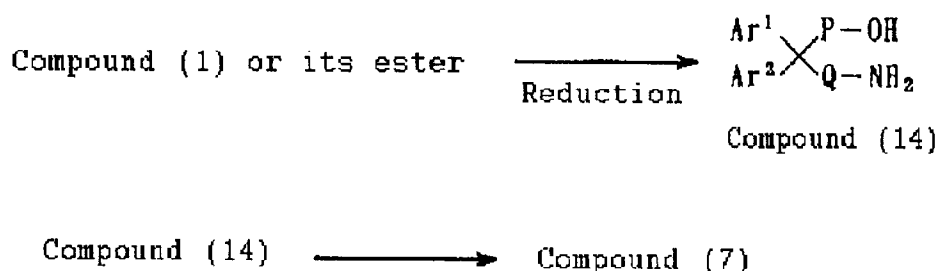 Compound (1) or its ester
Reduction
Ar¹ P-OH
Ar² Q-NH₂
Compound (14)
Compound (14)
Compound (7)